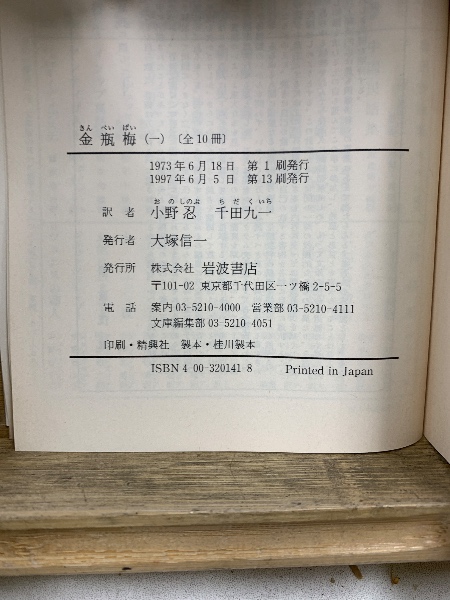 きん ぺい ばい
金 瓶 梅 (一) 〔全10冊〕
1973年6月18日 第1刷発行
1997年6月5日 第13刷発行
お の しのぶ ち だ く いち
訳 者 小野 忍 千田九一
発行者 大塚信一
発行所 株式会社 岩波書店
〒101-02 東京都千代田区一ツ橋2-5-5
電 話 案内 03-5210-4000 営業部 03-5210-4111
文庫編集部 03-5210-4051
印刷・精興社 製本・桂川製本
ISBN4-00-320141-8 Printed in Japan